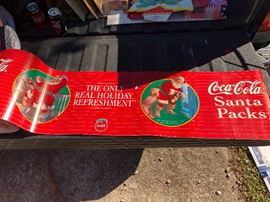 THE ONLY
REAL HOLIDAY
REFRESHMENT
Coca-Cola
Santa
Packs